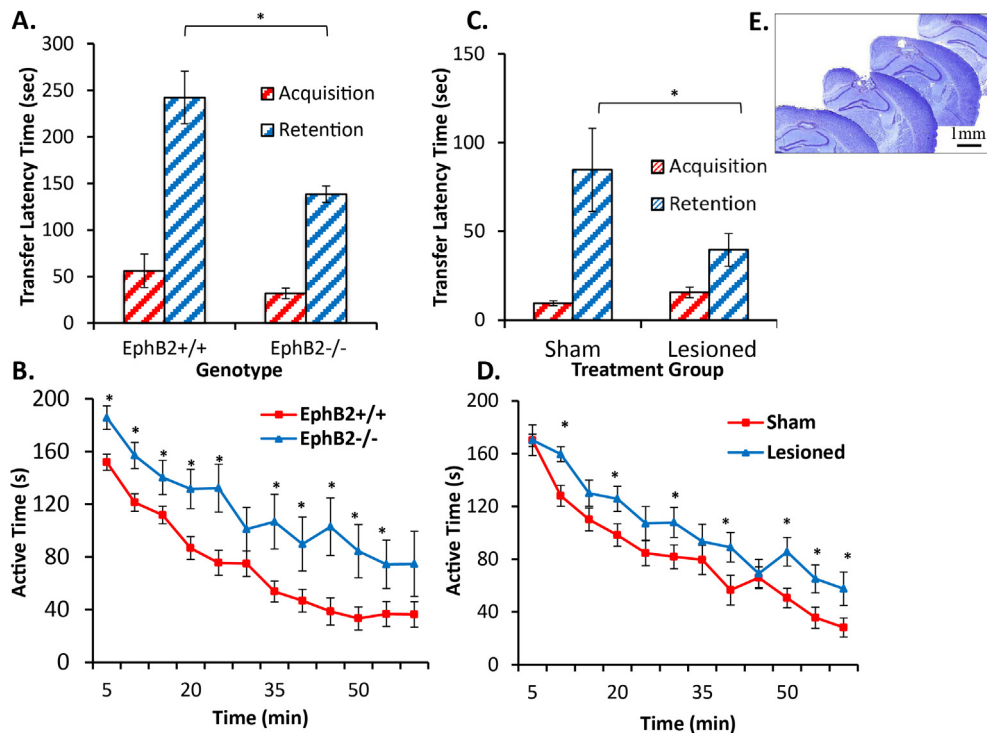 A.
*
Transfer Latency Time (sec)
300
250
200
150
100
50
0
Acquisition
Retention
EphB2+/+ EphB2-/-
Genotype
C.
*
Transfer Latency Time (sec)
150
100
50
0
Acquisition
Retention
Sham Lesioned
Treatment Group
E.
1mm
B.
Active Time (s)
200
160
120
80
40
0
EphB2+/+
EphB2-/-
* * * * * * * * * *
5 20 35 50
Time (min)
D.
Active Time (s)
200
160
120
80
40
0
Sham
Lesioned
* * * * * * *
5 20 35 50
Time (min)